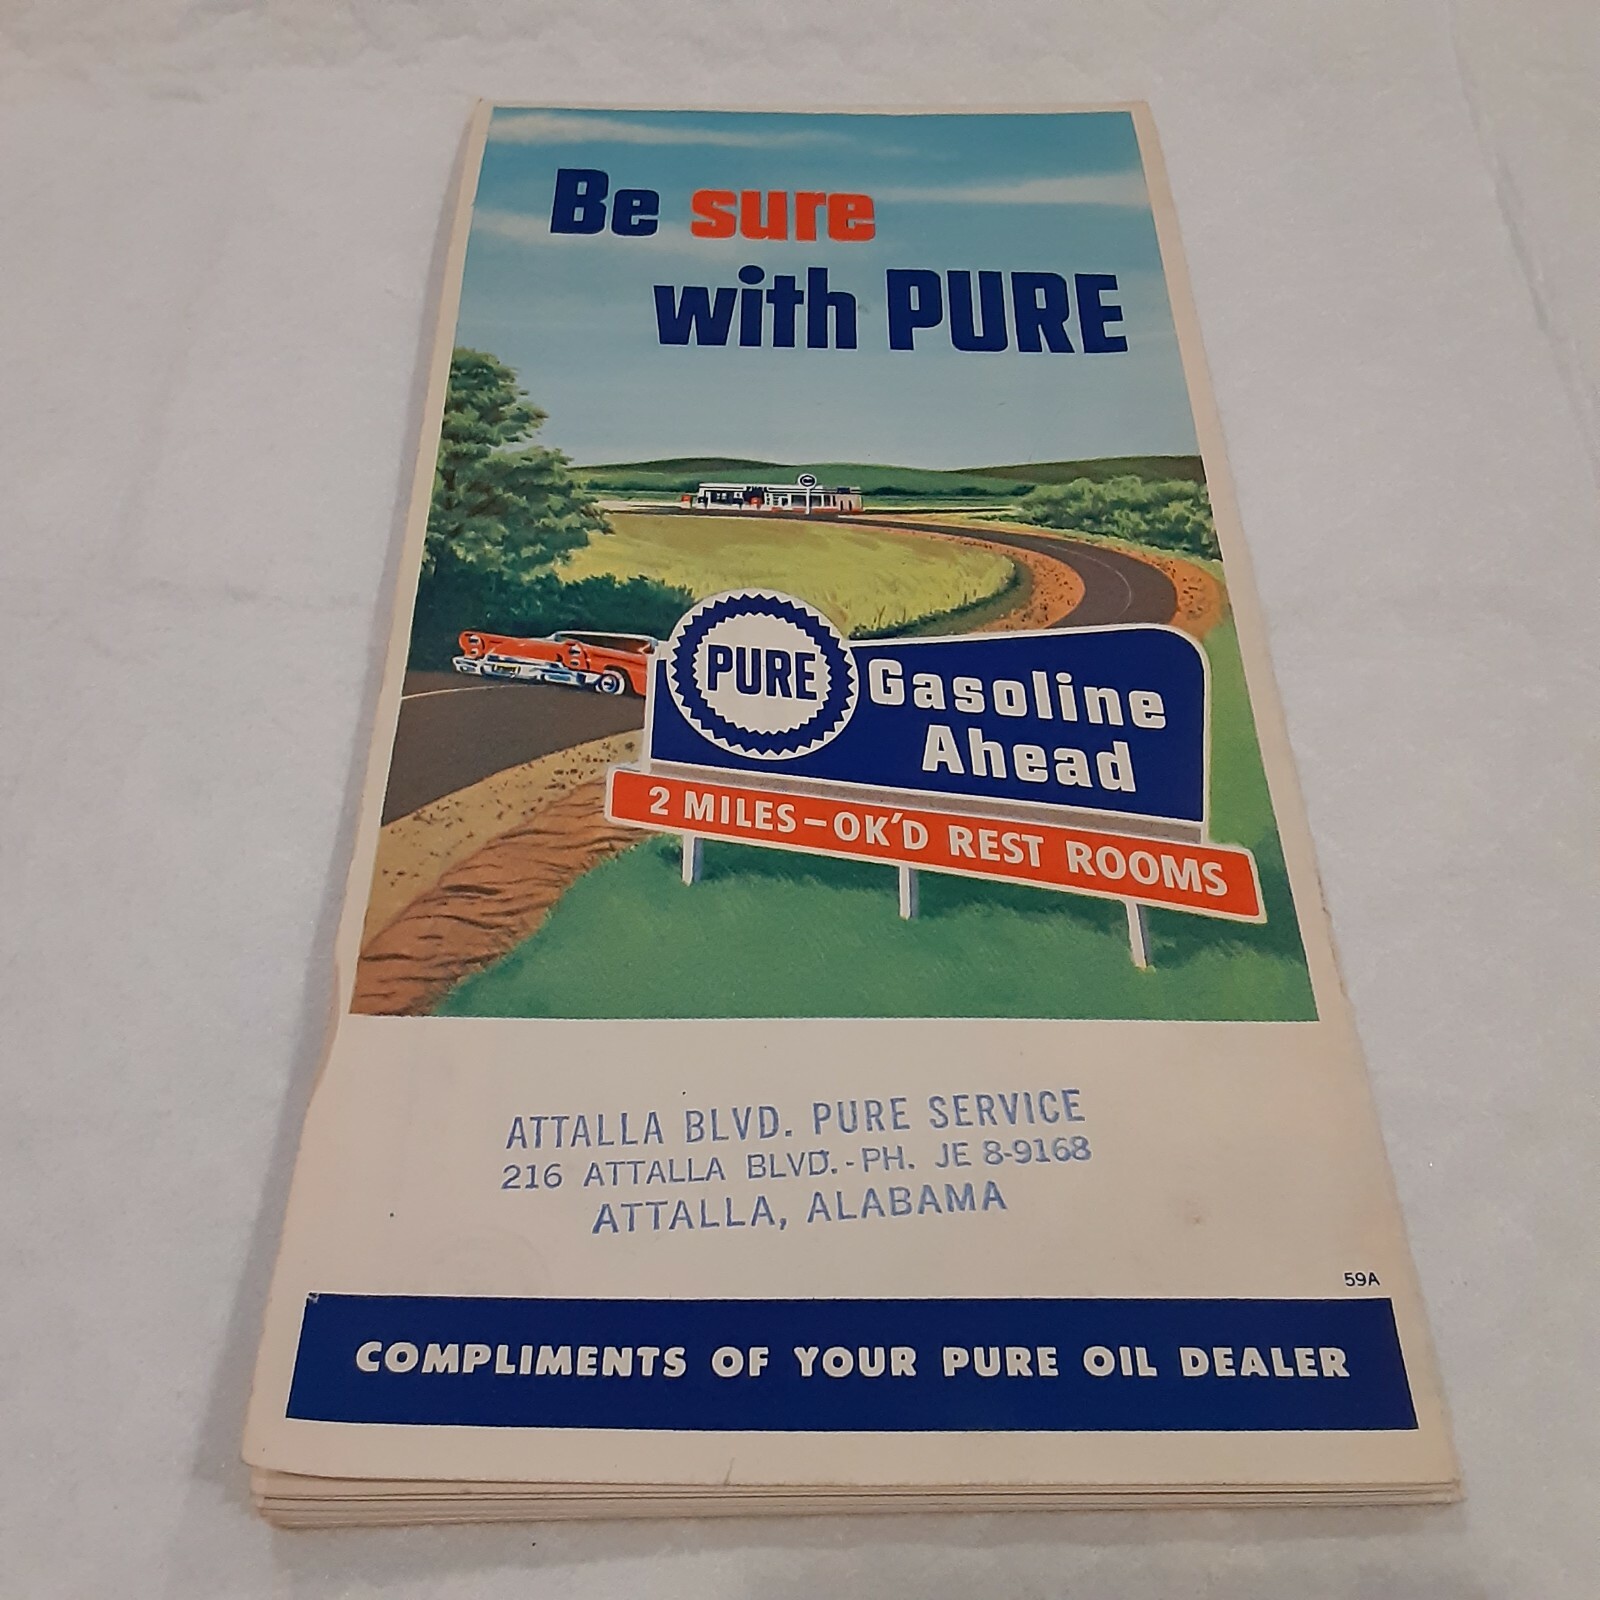 Be sure
with PURE
PURE
PURE
Gasoline
Ahead
2 MILES-OK'D REST ROOMS
ATTALLA BLVD. PURE SERVICE
216 ATTALLA BLVD.-PH. JE 8-9168
ATTALLA, ALABAMA
59A
COMPLIMENTS OF YOUR PURE OIL DEALER